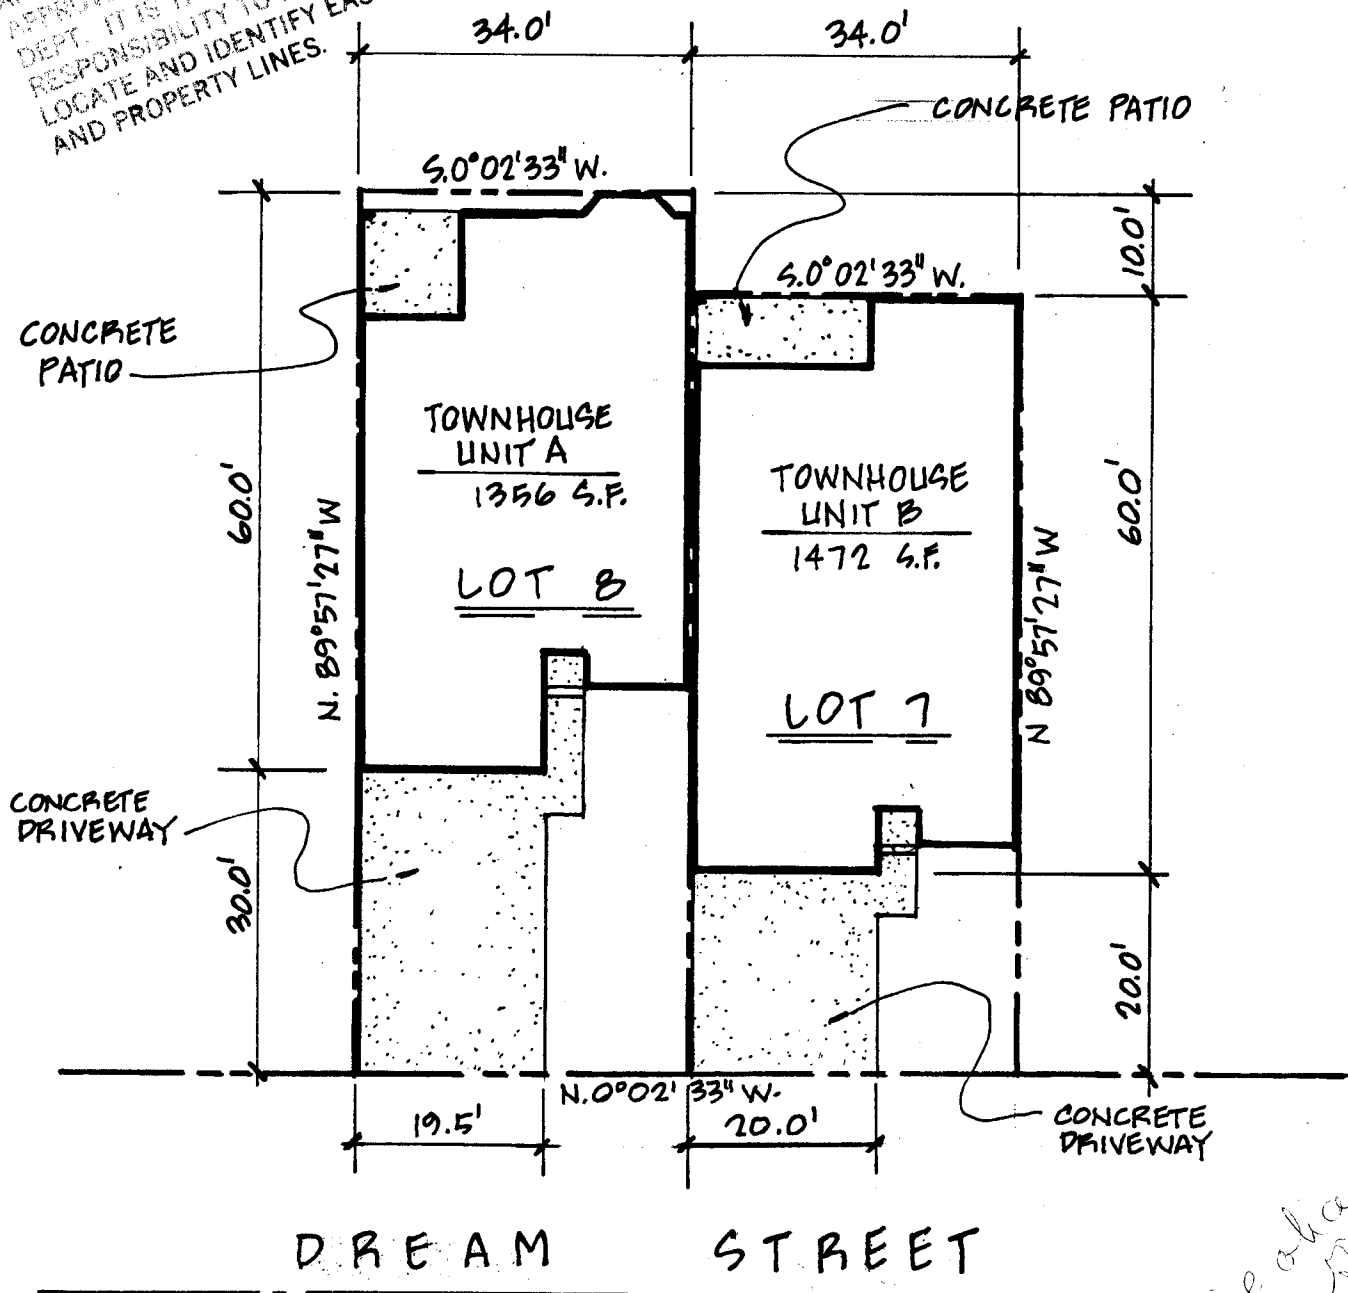 DEPT. IT IS
RESPONSIBILITY TO
LOCATE AND IDENTIFY
AND PROPERTY LINES.
34.0'
34.0'
CONCRETE PATIO
S.0°02'33" W.
10.0'
S.0°02'33" W.
CONCRETE
PATIO
TOWNHOUSE
UNIT A
1356 S.F.
TOWNHOUSE
UNIT B
1472 S.F.
60.0'
60.0'
N. 89°57'27" W
N 89°57'27" W
LOT 8
LOT 7
CONCRETE
DRIVEWAY
30.0'
20.0'
N.0°02'33" W.
19.5'
20.0'
CONCRETE
DRIVEWAY
DREAM STREET